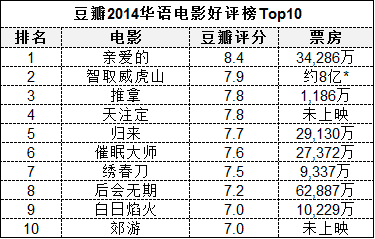 豆瓣2014华语电影好评榜Top10
排名 电影 豆瓣评分 票房
1 亲爱的 8.4 34,286万
2 智取威虎山 7.9 约8亿*
3 推拿 7.8 1,186万
4 天注定 7.8 未上映
5 归来 7.7 29,130万
6 催眠大师 7.6 27,372万
7 绣春刀 7.5 9,337万
8 后会无期 7.2 62,887万
9 白日焰火 7.0 10,229万
10 郊游 7.0 未上映